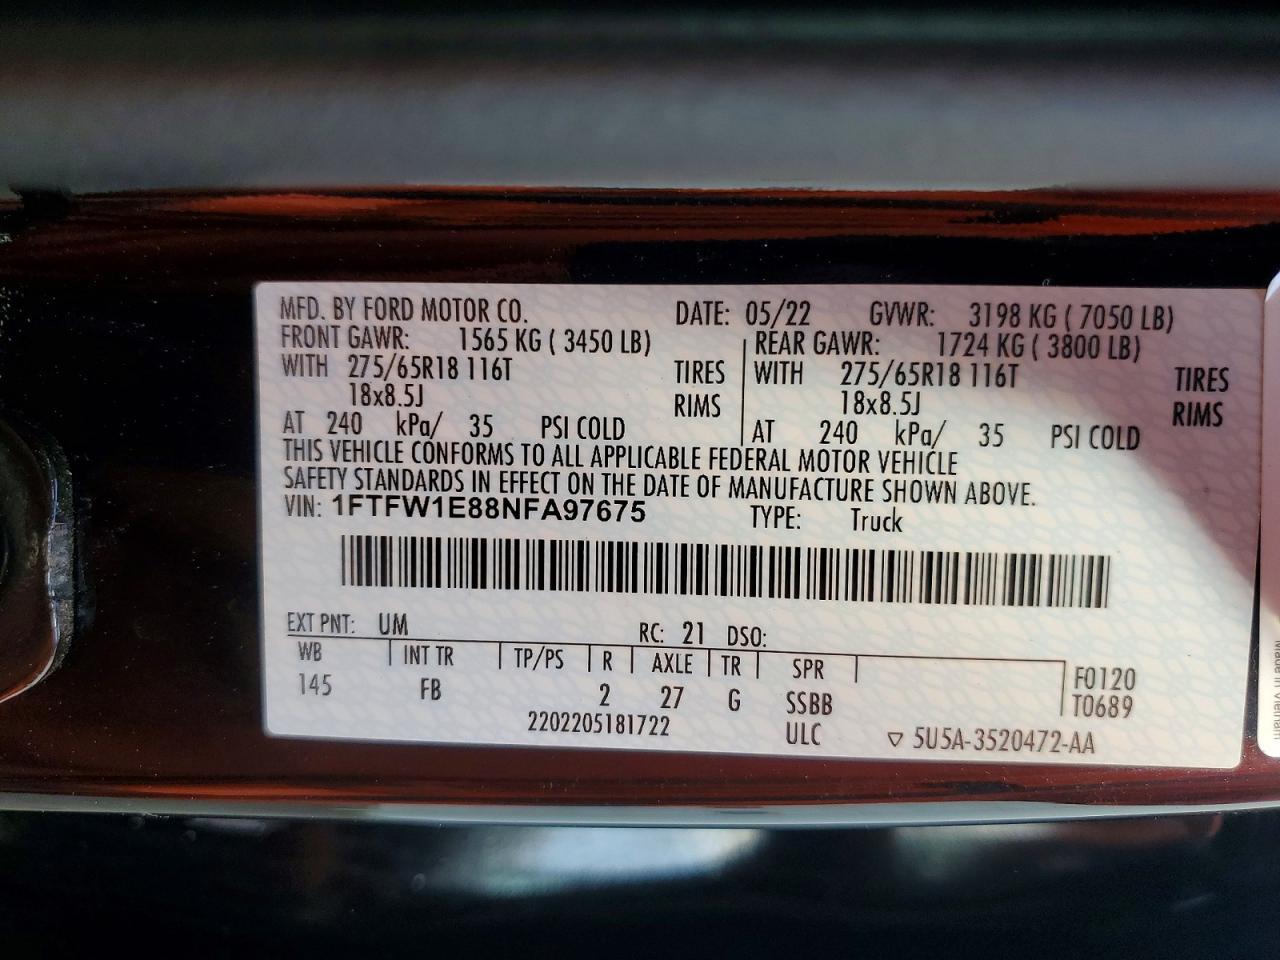 MFD. BY FORD MOTOR CO. DATE: 05/22 GVWR: 3198 KG ( 7050 LB)
FRONT GAWR: 1565 KG ( 3450 LB) REAR GAWR: 1724 KG ( 3800 LB)
WITH 275/65R18 116T TIRES WITH 275/65R18 116T TIRES
18x8.5J RIMS 18x8.5J RIMS
AT 240 kPa/ 35 PSI COLD AT 240 kPa/ 35 PSI COLD
THIS VEHICLE CONFORMS TO ALL APPLICABLE FEDERAL MOTOR VEHICLE
SAFETY STANDARDS IN EFFECT ON THE DATE OF MANUFACTURE SHOWN ABOVE.
VIN: 1FTFW1E88NFA97675 TYPE: Truck
EXT PNT: UM RC: 21 DSO:
WB INT TR TP/PS R AXLE TR SPR
145 FB 2 27 G SSBB
F0120
T0689
2202205181722 ULC ▽ 5U5A-3520472-AA
Made in Vietnam